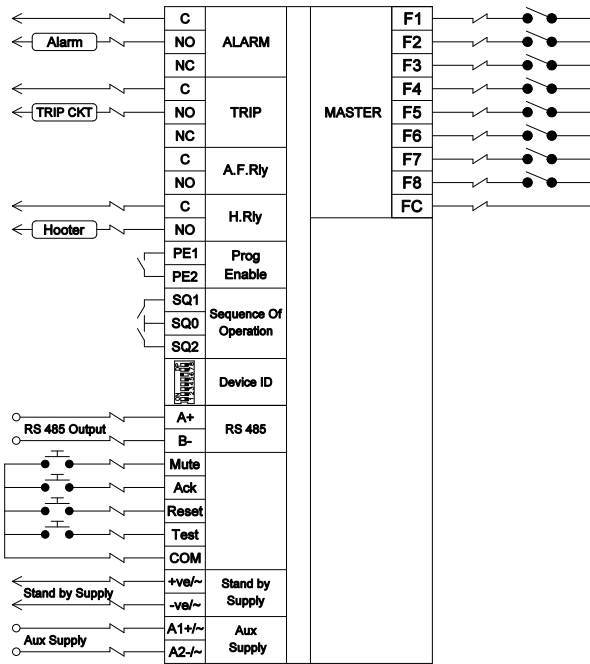 C
Alarm NO ALARM
NC
C
TRIP CKT NO TRIP
NC
C
NO A.F.Rly
C
Hooter NO H.Rly
PE1 Prog
PE2 Enable
SQ1
SQ0 Sequence Of
Operation
SQ2
Device ID
A+
RS 485 Output RS 485
B-
Mute
Ack
Reset
Test
COM
+ve/~ Stand by
Stand by Supply
-ve/~ Supply
A1+/~ Aux
Aux Supply
A2-/~ Supply
MASTER
F1
F2
F3
F4
F5
F6
F7
F8
FC